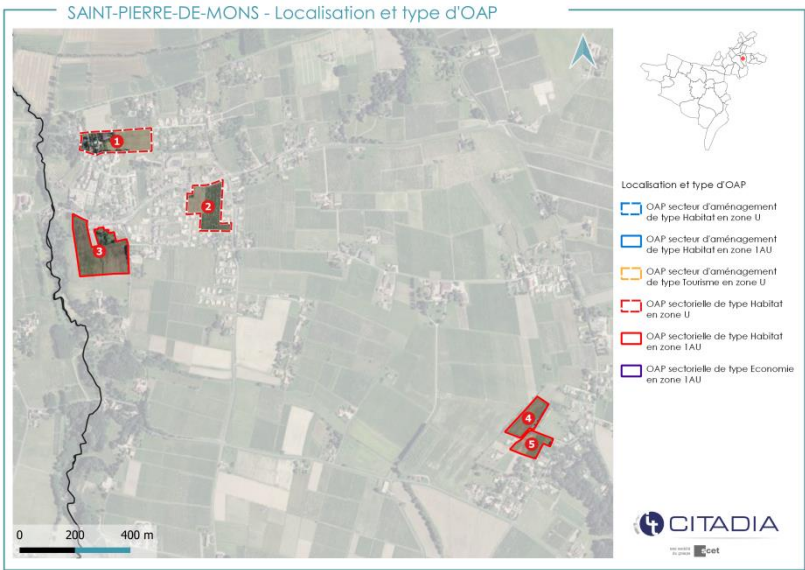 SAINT-PIERRE-DE-MONS - Localisation et type d'OAP
1
2
3
4
5
0 200 400 m
Localisation et type d'OAP
OAP secteur d'aménagement
de type Habitat en zone U
OAP secteur d'aménagement
de type Habitat en zone 1AU
OAP secteur d'aménagement
de type Tourisme en zone U
OAP sectorielle de type Habitat
en zone U
OAP sectorielle de type Habitat
en zone 1AU
OAP sectorielle de type Economie
en zone 1AU
CITADIA
scet